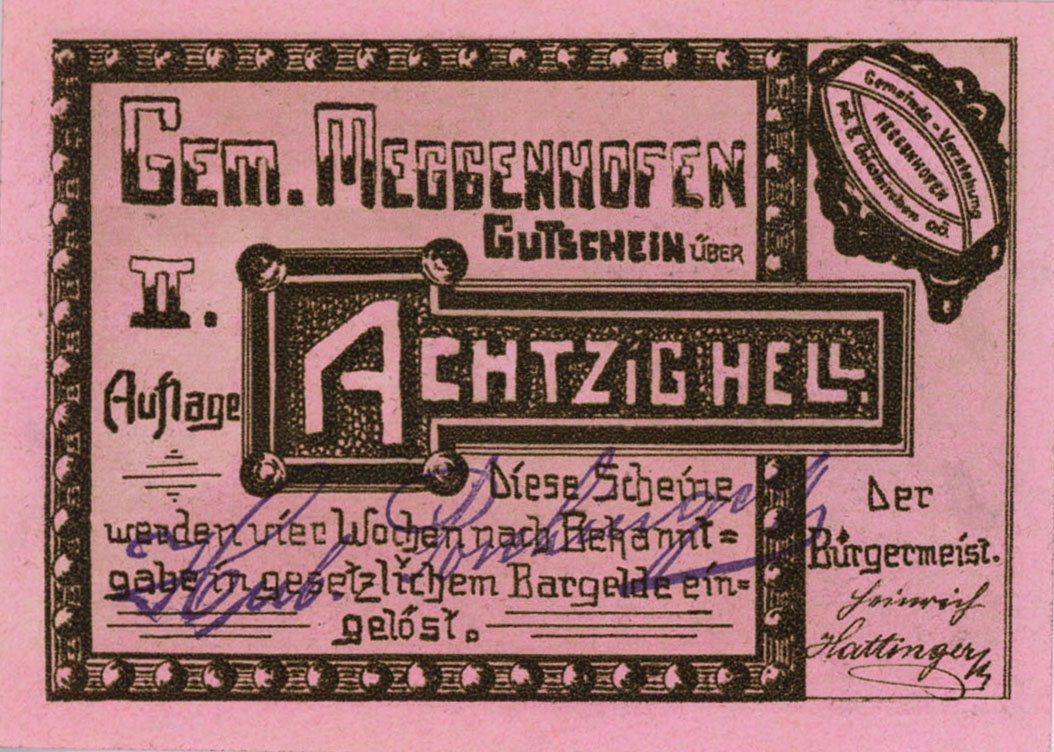 GEM. MEGGENHOFEN
GUTSCHEIN ÜBER
II.
Auflage
ACHTZIG HELL.
Diese Scheine
werden vier Wochen nach Bekannt=
gabe in gesetzlichem Bargelde ein=
gelöst.
Gemeinde-Vorstehung
MEGGENHOFEN
OÖ.
Der
Bürgermeist.
Heinrich
Hattinger